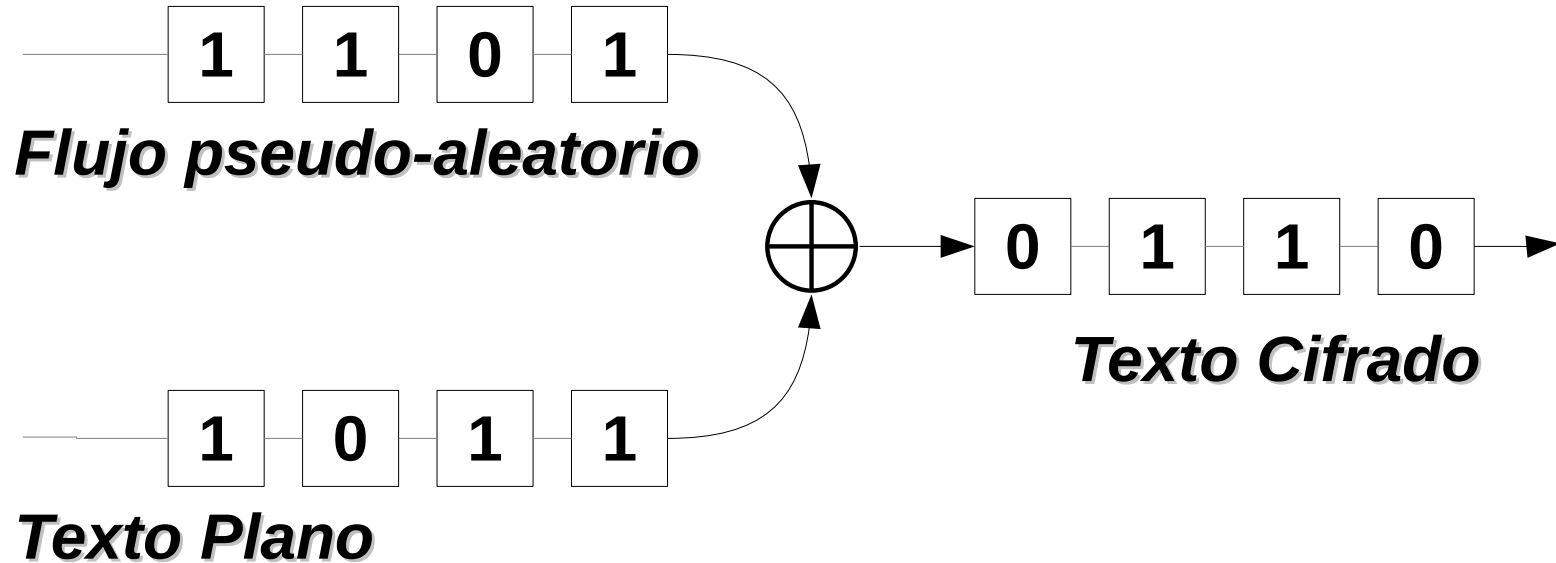 1 1 0 1
Flujo pseudo-aleatorio
0 1 1 0
Texto Cifrado
1 0 1 1
Texto Plano